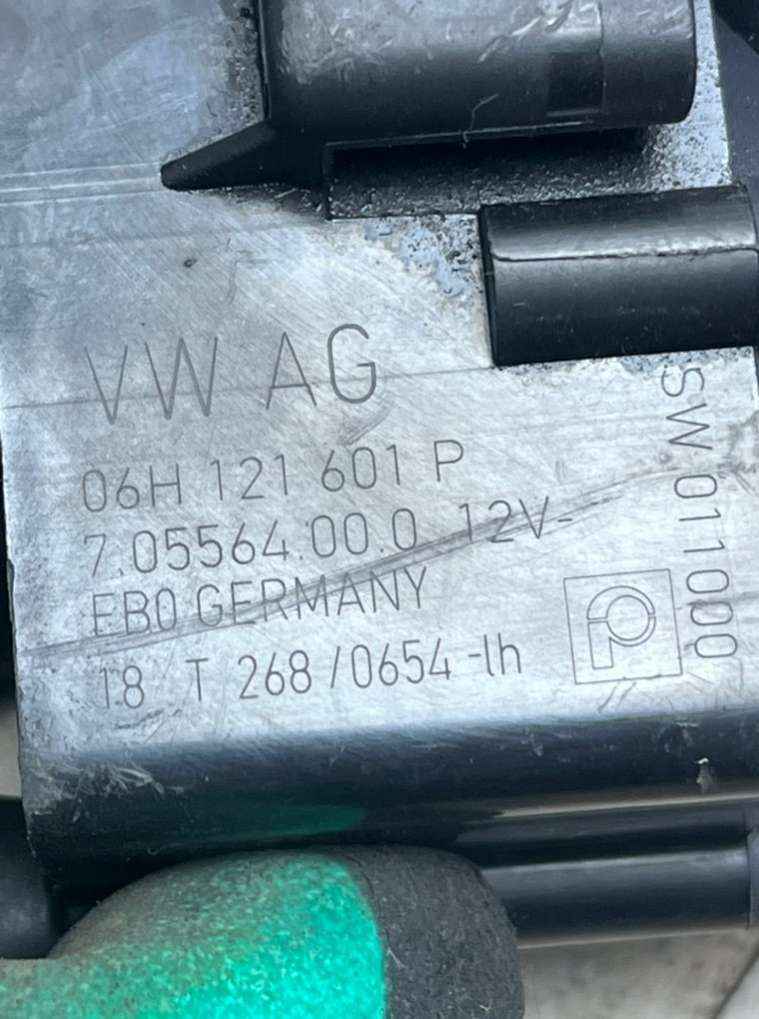 VW AG
06H 121 601 P
7.05564.00.0 12V-
EB0 GERMANY
18 T 268/0654-lh
SW 011000